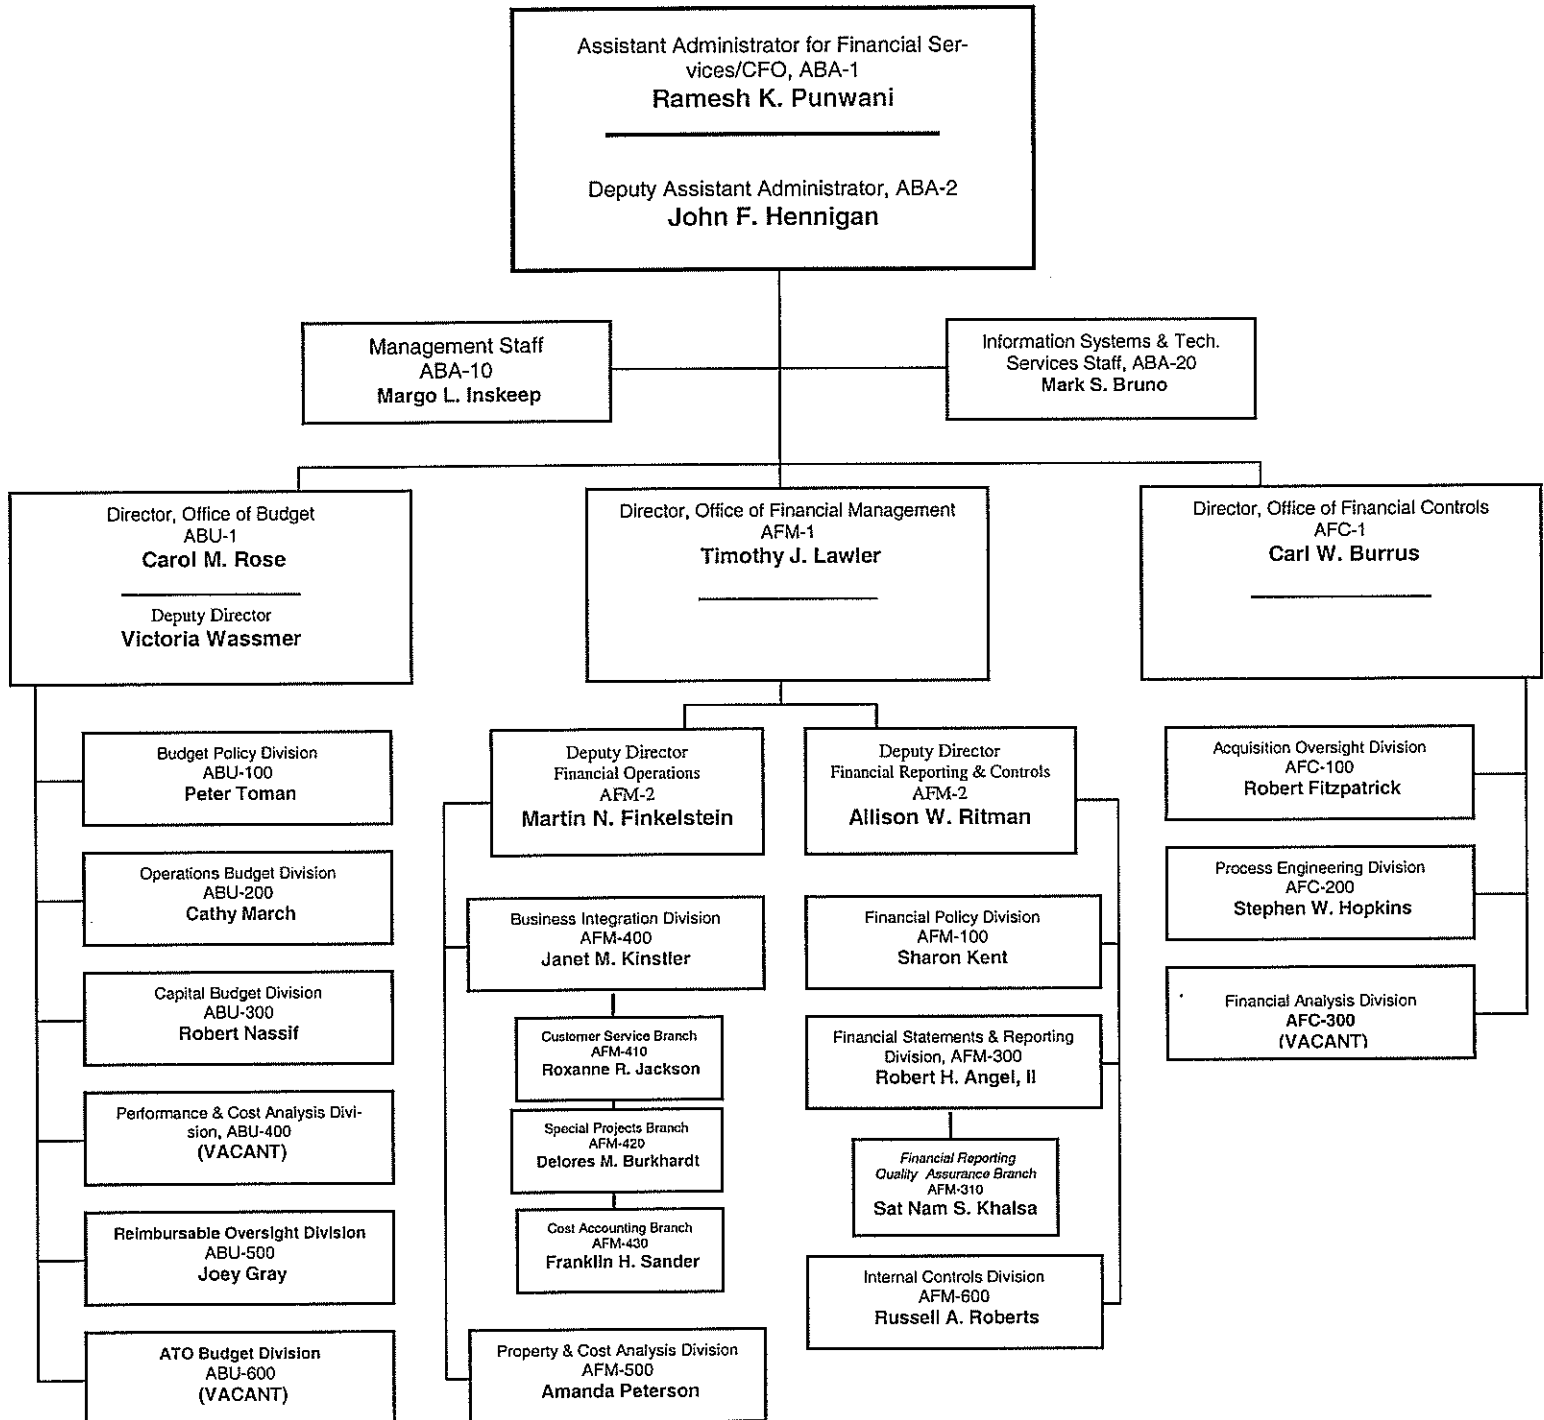 Assistant Administrator for Financial Ser-
vices/CFO, ABA-1
Ramesh K. Punwani
Deputy Assistant Administrator, ABA-2
John F. Hennigan
Management Staff
ABA-10
Margo L. Inskeep
Information Systems & Tech.
Services Staff, ABA-20
Mark S. Bruno
Director, Office of Budget
ABU-1
Carol M. Rose
Deputy Director
Victoria Wassmer
Director, Office of Financial Management
AFM-1
Timothy J. Lawler
Director, Office of Financial Controls
AFC-1
Carl W. Burrus
Budget Policy Division
ABU-100
Peter Toman
Operations Budget Division
ABU-200
Cathy March
Capital Budget Division
ABU-300
Robert Nassif
Performance & Cost Analysis Divi-
sion, ABU-400
(VACANT)
Reimbursable Oversight Division
ABU-500
Joey Gray
ATO Budget Division
ABU-600
(VACANT)
Deputy Director
Financial Operations
AFM-2
Martin N. Finkelstein
Business Integration Division
AFM-400
Janet M. Kinstler
Customer Service Branch
AFM-410
Roxanne R. Jackson
Special Projects Branch
AFM-420
Delores M. Burkhardt
Cost Accounting Branch
AFM-430
Franklin H. Sander
Property & Cost Analysis Division
AFM-500
Amanda Peterson
Deputy Director
Financial Reporting & Controls
AFM-2
Allison W. Ritman
Financial Policy Division
AFM-100
Sharon Kent
Financial Statements & Reporting
Division, AFM-300
Robert H. Angel, II
Financial Reporting
Quality Assurance Branch
AFM-310
Sat Nam S. Khalsa
Internal Controls Division
AFM-600
Russell A. Roberts
Acquisition Oversight Division
AFC-100
Robert Fitzpatrick
Process Engineering Division
AFC-200
Stephen W. Hopkins
Financial Analysis Division
AFC-300
(VACANT)